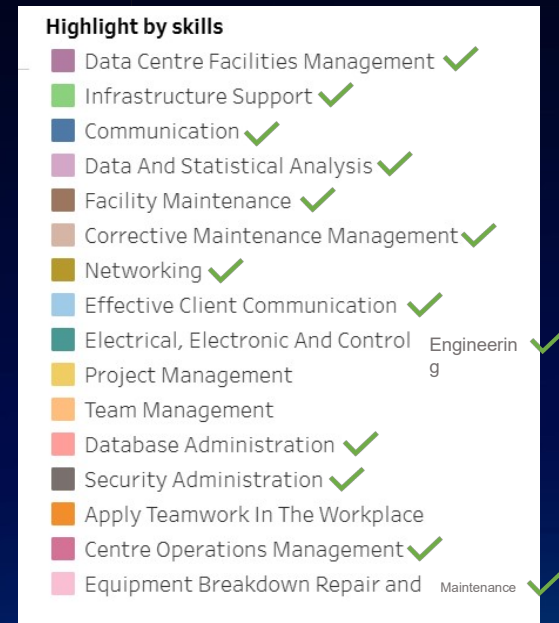 Highlight by skills
Data Centre Facilities Management
Infrastructure Support
Communication
Data And Statistical Analysis
Facility Maintenance
Corrective Maintenance Management
Networking
Effective Client Communication
Electrical, Electronic And Control Engineerin
g
Project Management
Team Management
Database Administration
Security Administration
Apply Teamwork In The Workplace
Centre Operations Management
Equipment Breakdown Repair and Maintenance